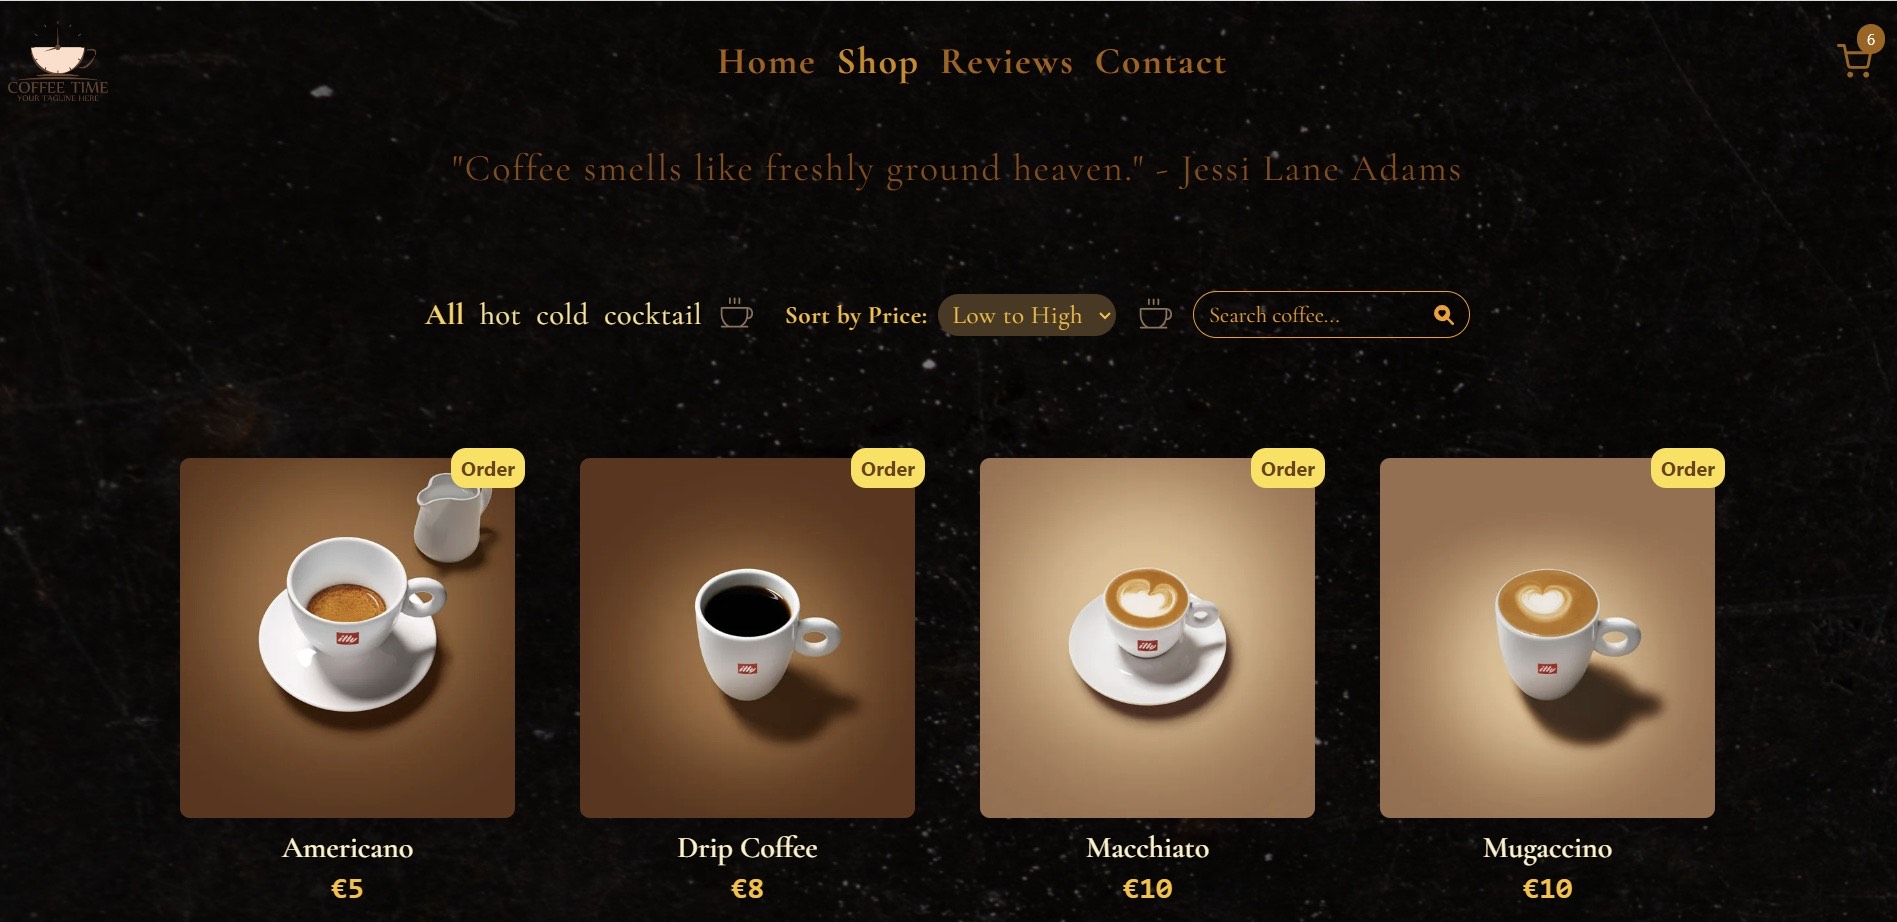 COFFEE TIME
YOUR TAGLINE HERE
Home Shop Reviews Contact
6
"Coffee smells like freshly ground heaven." - Jessi Lane Adams
All hot cold cocktail Sort by Price: Low to High Search coffee...
Order Order Order Order
illy illy illy illy
Americano Drip Coffee Macchiato Mugaccino
€5 €8 €10 €10